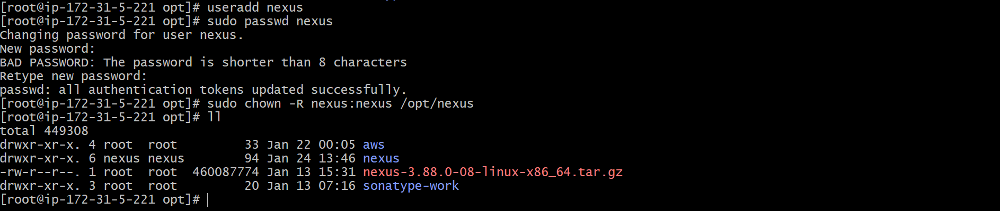 [root@ip-172-31-5-221 opt]# useradd nexus
[root@ip-172-31-5-221 opt]# sudo passwd nexus
Changing password for user nexus.
New password:
BAD PASSWORD: The password is shorter than 8 characters
Retype new password:
passwd: all authentication tokens updated successfully.
[root@ip-172-31-5-221 opt]# sudo chown -R nexus:nexus /opt/nexus
[root@ip-172-31-5-221 opt]# ll
total 449308
drwxr-xr-x. 4 root  root         33 Jan 22 00:05 aws
drwxr-xr-x. 6 nexus nexus        94 Jan 24 13:46 nexus
-rw-r--r--. 1 root  root  460087774 Jan 13 15:31 nexus-3.88.0-08-linux-x86_64.tar.gz
drwxr-xr-x. 3 root  root         20 Jan 13 07:16 sonatype-work
[root@ip-172-31-5-221 opt]#